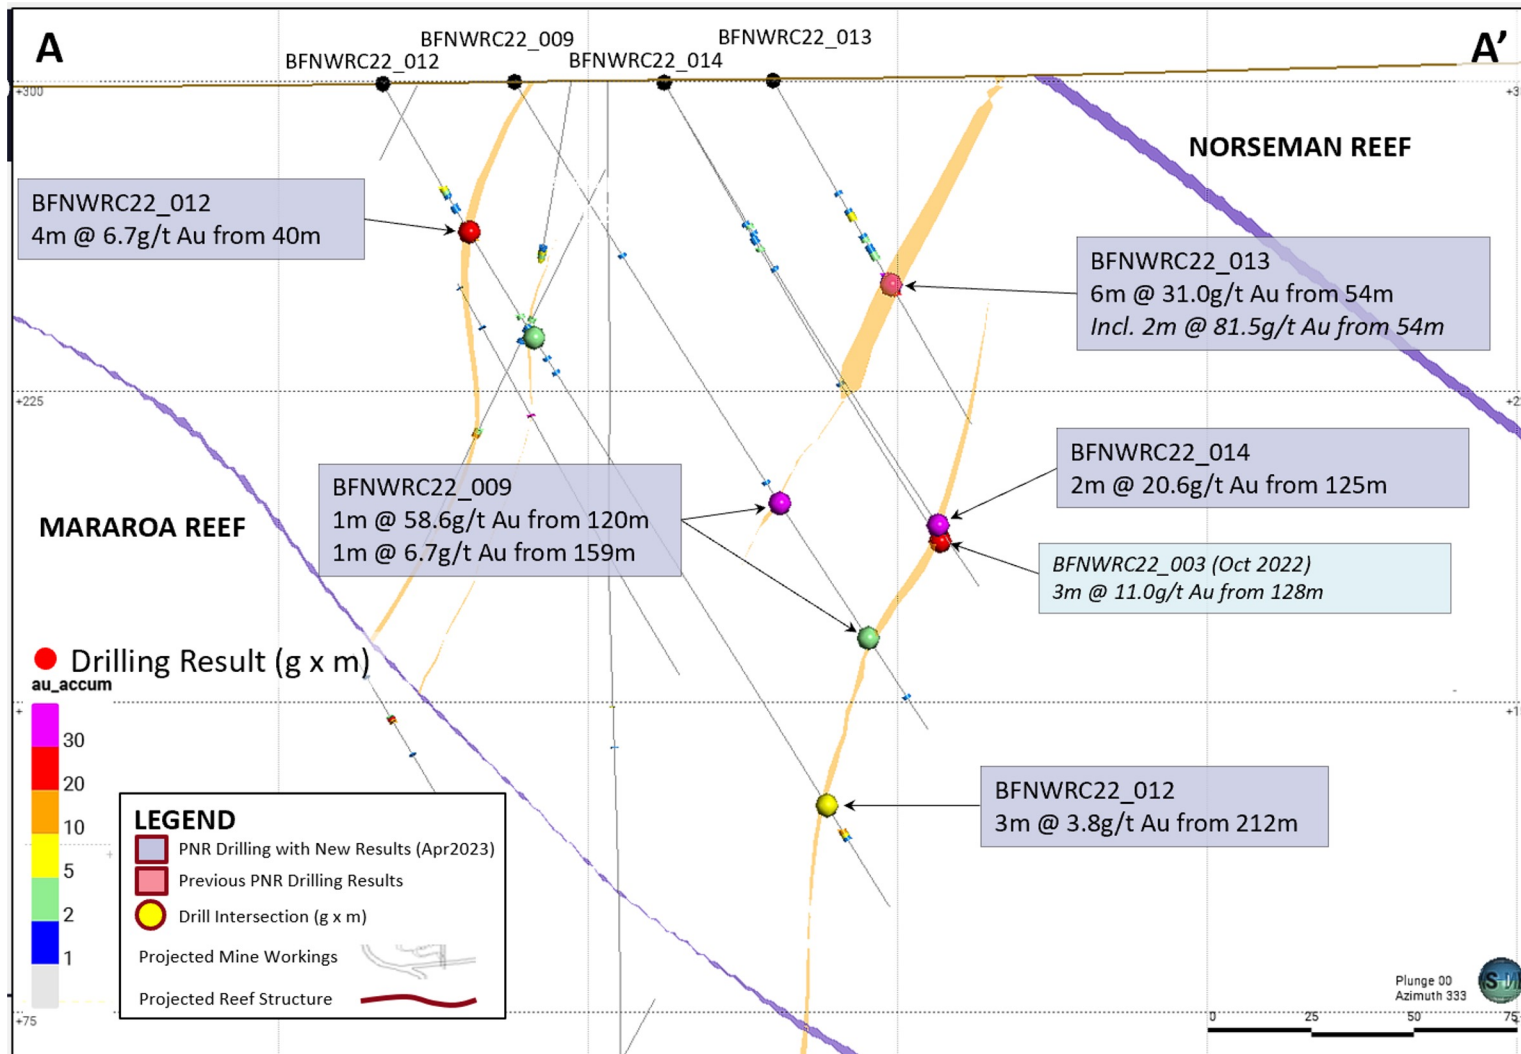 A
A'
BFNWRC22_009
BFNWRC22_013
BFNWRC22_012
BFNWRC22_014
+300
NORSEMAN REEF
BFNWRC22_012
4m @ 6.7g/t Au from 40m
BFNWRC22_013
6m @ 31.0g/t Au from 54m
Incl. 2m @ 81.5g/t Au from 54m
+225
BFNWRC22_014
2m @ 20.6g/t Au from 125m
BFNWRC22_009
1m @ 58.6g/t Au from 120m
1m @ 6.7g/t Au from 159m
MARAROA REEF
BFNWRC22_003 (Oct 2022)
3m @ 11.0g/t Au from 128m
Drilling Result (g x m)
au_accum
30
20
10
5
2
1
BFNWRC22_012
3m @ 3.8g/t Au from 212m
LEGEND
PNR Drilling with New Results (Apr2023)
Previous PNR Drilling Results
Drill Intersection (g x m)
Projected Mine Workings
Projected Reef Structure
+75
Plunge 00
Azimuth 333
0 25 50 75